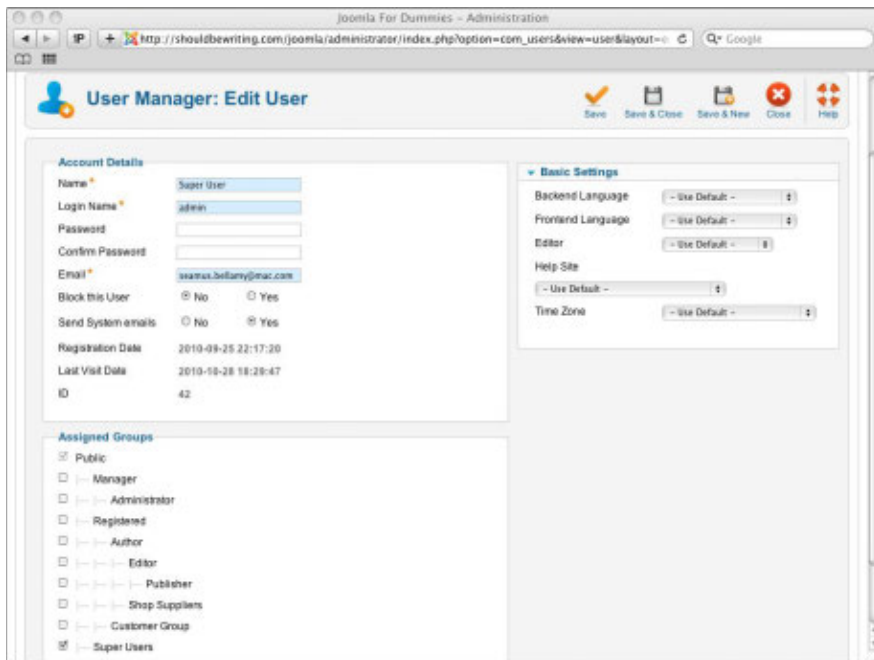 Joomla For Dummies – Administration
http://shouldbewriting.com/joomla/administrator/index.php?option=com_users&view=user&layout=e
Google
User Manager: Edit User
Save
Save & Close
Save & New
Close
Help
Account Details
Name * Super User
Login Name * admin
Password
Confirm Password
Email * seamus.bellamy@mac.com
Block this User No Yes
Send System emails No Yes
Registration Date 2010-09-25 22:17:20
Last Visit Date 2010-10-28 18:29:47
ID 42
Basic Settings
Backend Language – Use Default –
Frontend Language – Use Default –
Editor – Use Default –
Help Site
– Use Default –
Time Zone – Use Default –
Assigned Groups
Public
Manager
Administrator
Registered
Author
Editor
Publisher
Shop Suppliers
Customer Group
Super Users